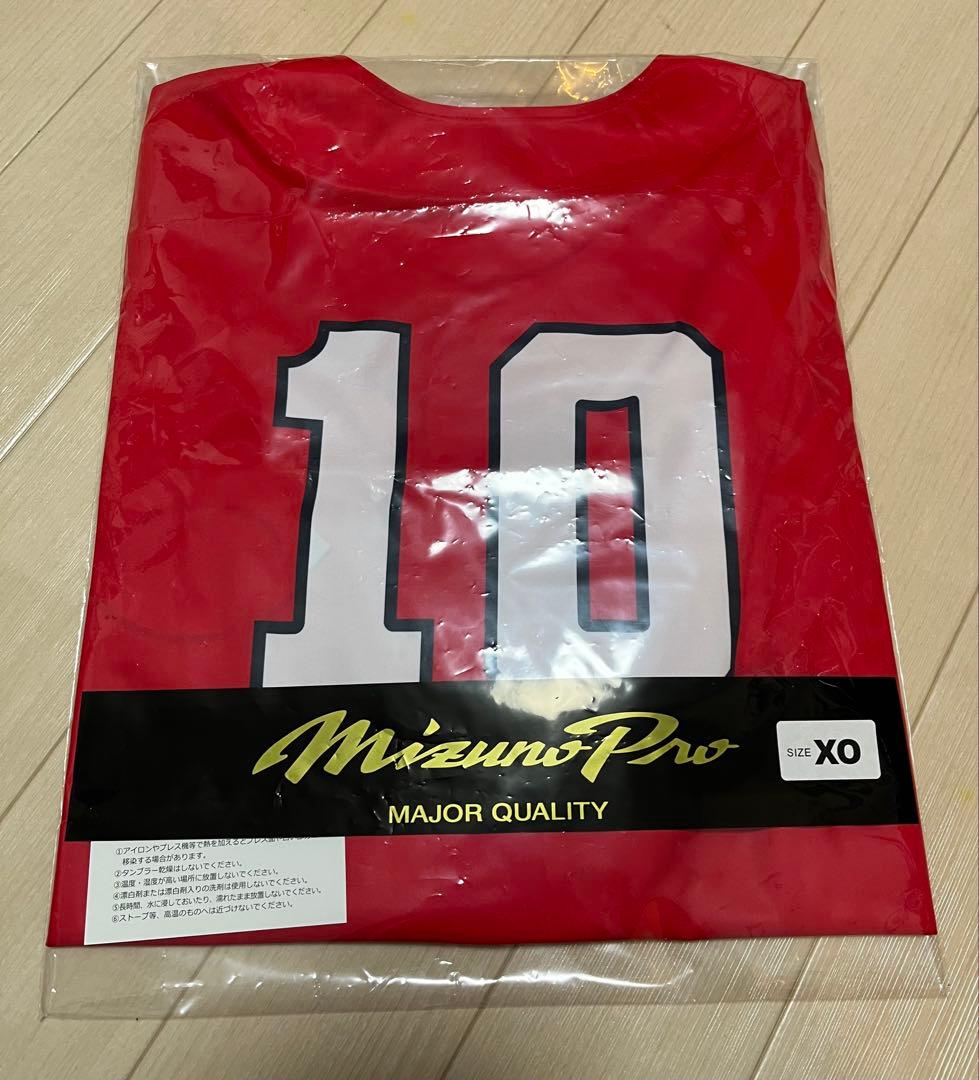 10
Mizuno Pro
SIZE XO
MAJOR QUALITY
①アイロンやプレス機等で熱を加えるとプレス面や
移染する場合があります。
②タンブラー乾燥はしないでください。
③温度・湿度が高い場所に放置しないでください。
④漂白剤または漂白剤入りの洗剤は使用しないでください。
⑤長時間、水に浸しておいたり、濡れたまま放置しないでください。
⑥ストーブ等、高温のものへは近づけないでください。